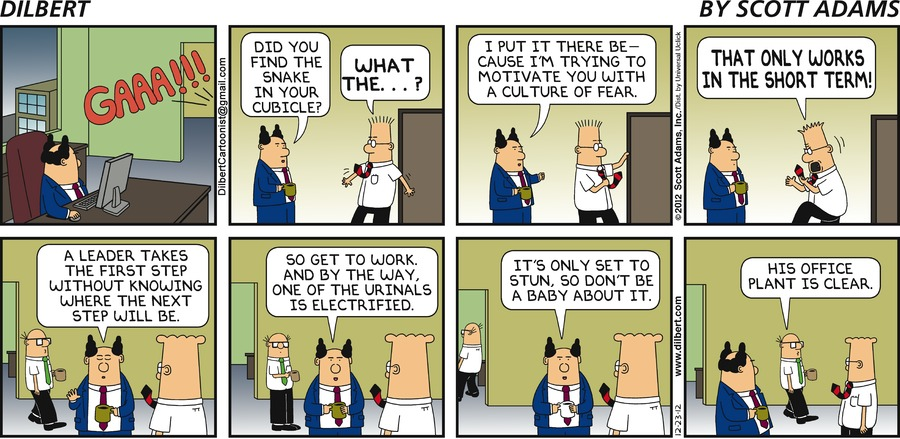 DILBERT
BY SCOTT ADAMS
GAAA!!!
DilbertCartoonist@gmail.com
DID YOU
FIND THE
SNAKE
IN YOUR
CUBICLE?
WHAT
THE. . . ?
I PUT IT THERE BE–
CAUSE I'M TRYING TO
MOTIVATE YOU WITH
A CULTURE OF FEAR.
©2012 Scott Adams, Inc. /Dist. by Universal Uclick
THAT ONLY WORKS
IN THE SHORT TERM!
A LEADER TAKES
THE FIRST STEP
WITHOUT KNOWING
WHERE THE NEXT
STEP WILL BE.
SO GET TO WORK.
AND BY THE WAY,
ONE OF THE URINALS
IS ELECTRIFIED.
IT'S ONLY SET TO
STUN, SO DON'T BE
A BABY ABOUT IT.
12-23-12
www.dilbert.com
HIS OFFICE
PLANT IS CLEAR.